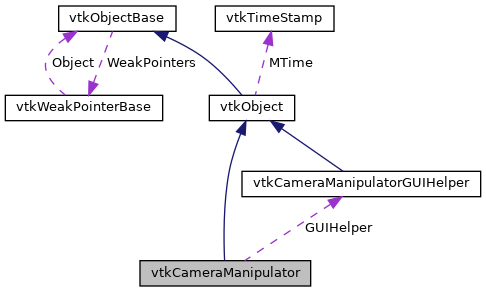 vtkObjectBase
vtkTimeStamp
Object
WeakPointers
MTime
vtkWeakPointerBase
vtkObject
vtkCameraManipulatorGUIHelper
GUIHelper
vtkCameraManipulator